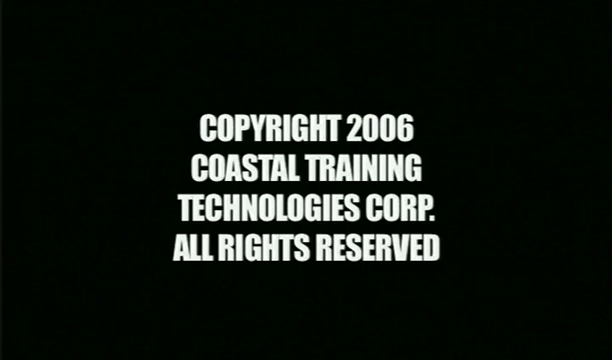 COPYRIGHT 2006
COASTAL TRAINING
TECHNOLOGIES CORP.
ALL RIGHTS RESERVED